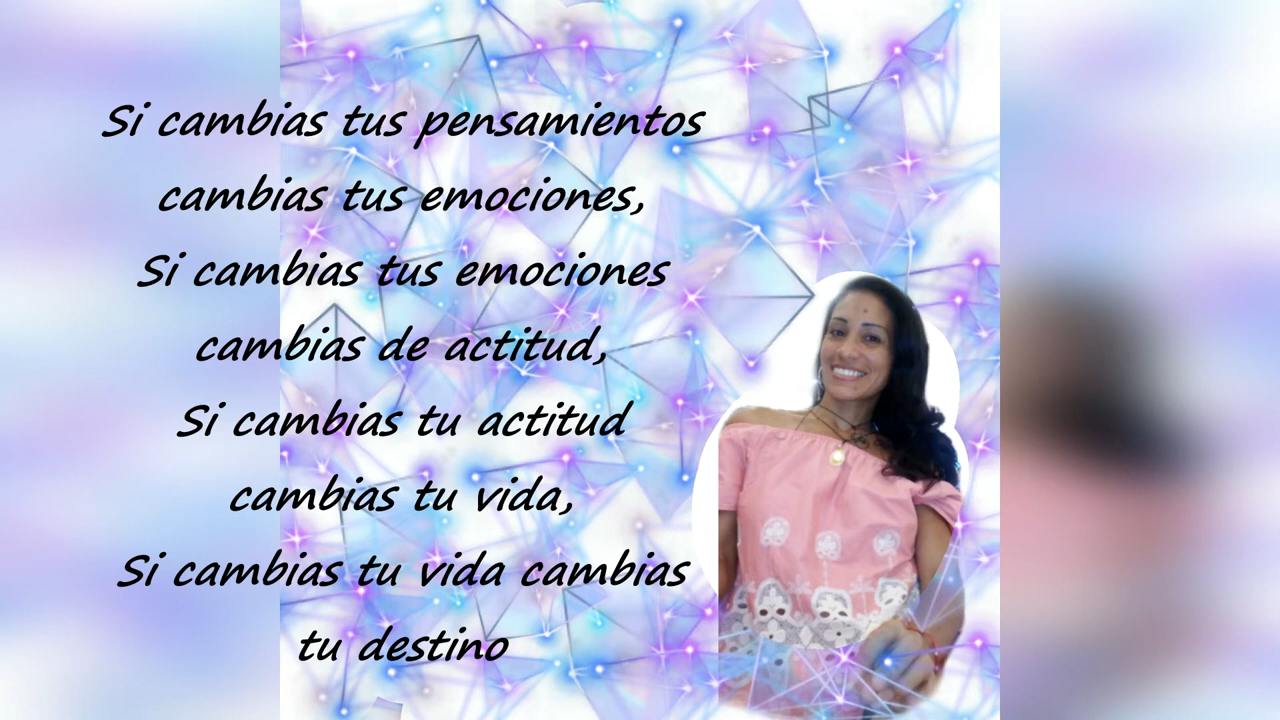 Si cambias tus pensamientos
cambias tus emociones,
Si cambias tus emociones
cambias de actitud,
Si cambias tu actitud
cambias tu vida,
Si cambias tu vida cambias
tu destino